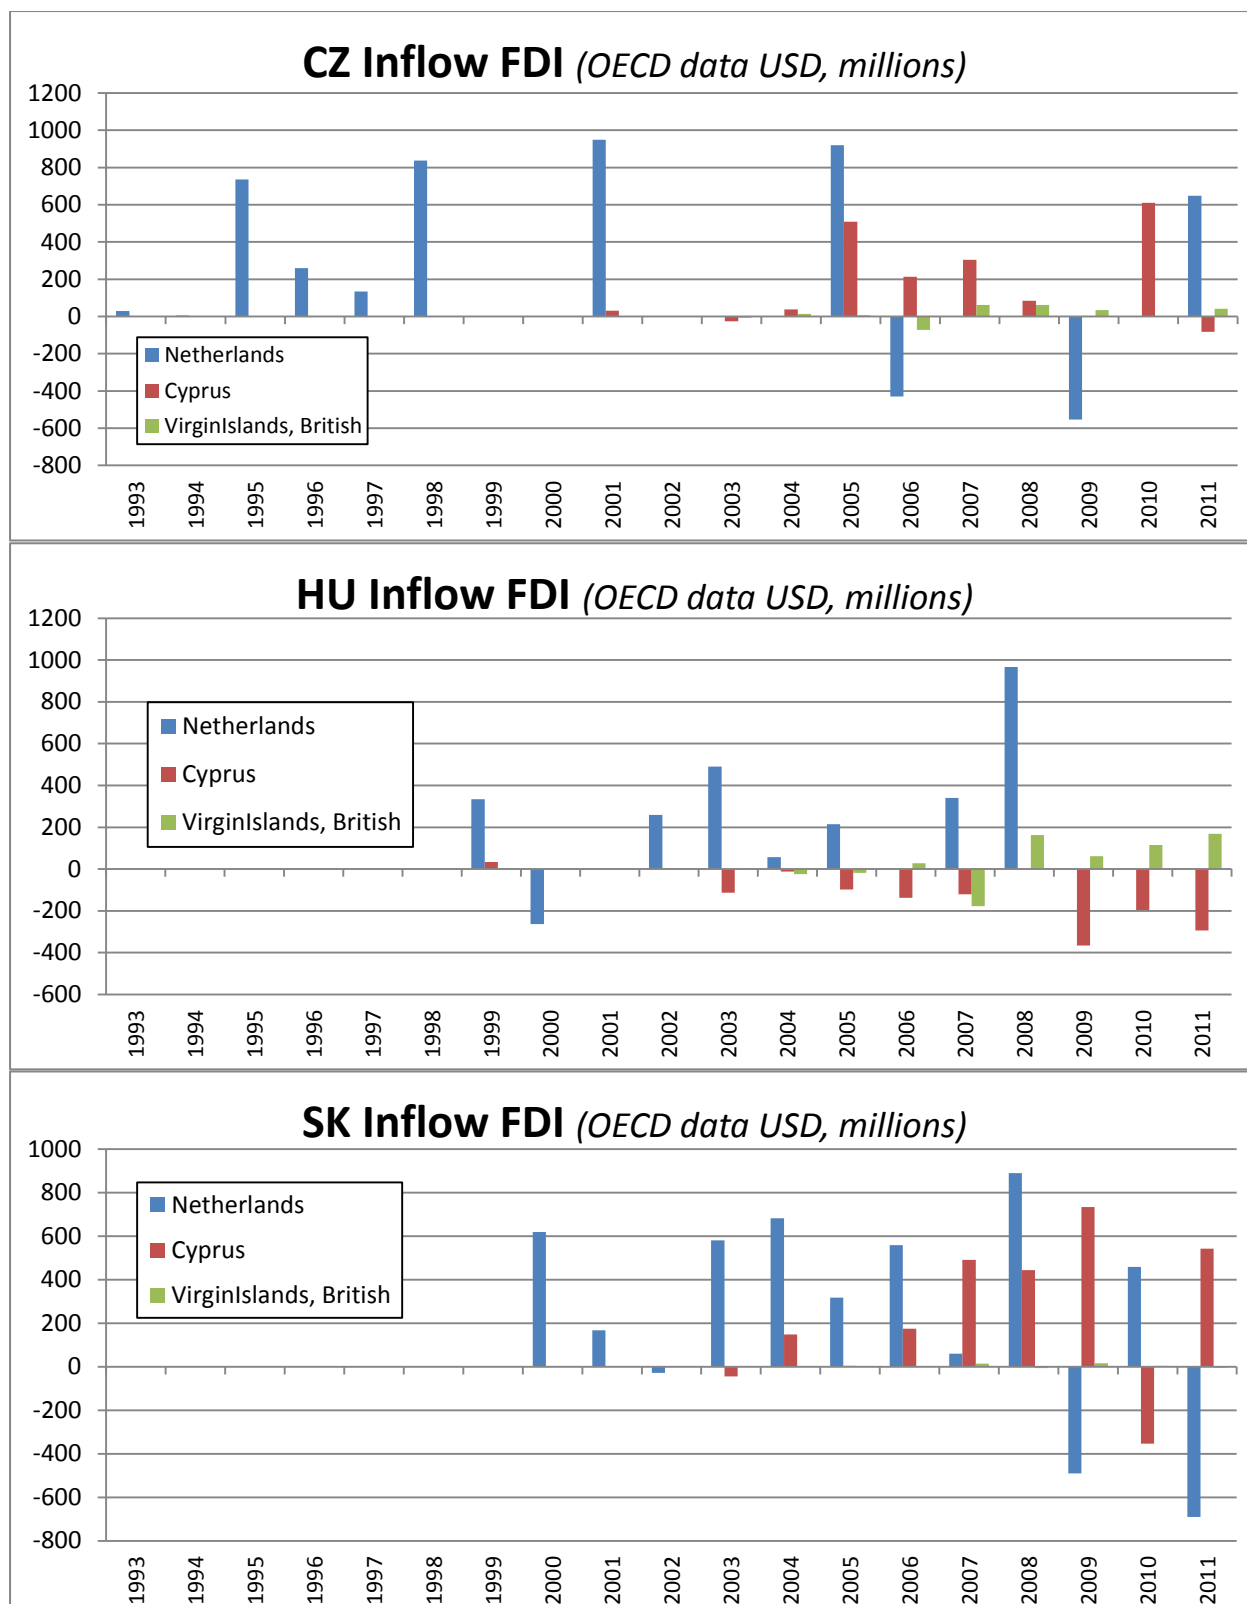 CZ Inflow FDI (OECD data USD, millions)
1200
1000
800
600
400
200
0
-200
-400
-600
-800
Netherlands
Cyprus
VirginIslands, British
1993 1994 1995 1996 1997 1998 1999 2000 2001 2002 2003 2004 2005 2006 2007 2008 2009 2010 2011
HU Inflow FDI (OECD data USD, millions)
1200
1000
800
600
400
200
0
-200
-400
-600
Netherlands
Cyprus
VirginIslands, British
1993 1994 1995 1996 1997 1998 1999 2000 2001 2002 2003 2004 2005 2006 2007 2008 2009 2010 2011
SK Inflow FDI (OECD data USD, millions)
1000
800
600
400
200
0
-200
-400
-600
-800
Netherlands
Cyprus
VirginIslands, British
1993 1994 1995 1996 1997 1998 1999 2000 2001 2002 2003 2004 2005 2006 2007 2008 2009 2010 2011